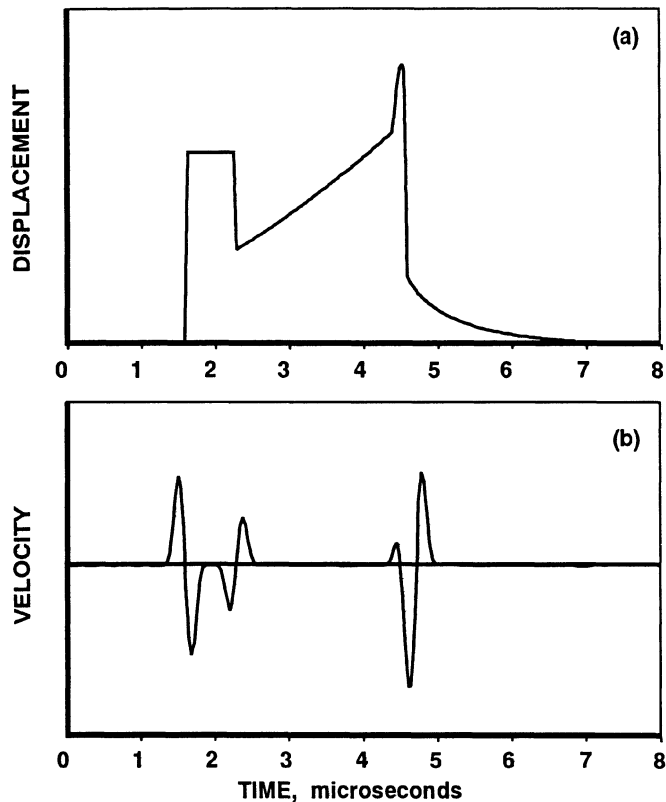 (a)
DISPLACEMENT
0 1 2 3 4 5 6 7 8
(b)
VELOCITY
0 1 2 3 4 5 6 7 8
TIME, microseconds